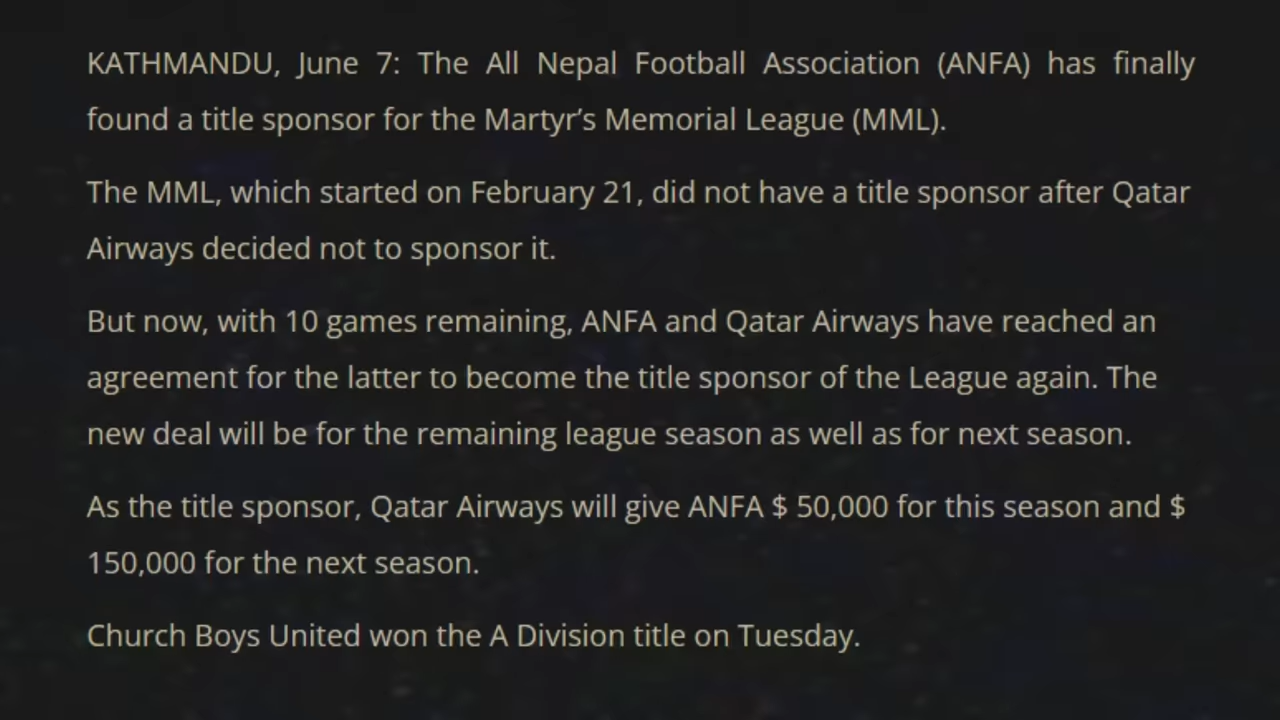 KATHMANDU, June 7: The All Nepal Football Association (ANFA) has finally
found a title sponsor for the Martyr’s Memorial League (MML).
The MML, which started on February 21, did not have a title sponsor after Qatar
Airways decided not to sponsor it.
But now, with 10 games remaining, ANFA and Qatar Airways have reached an
agreement for the latter to become the title sponsor of the League again. The
new deal will be for the remaining league season as well as for next season.
As the title sponsor, Qatar Airways will give ANFA $ 50,000 for this season and $
150,000 for the next season.
Church Boys United won the A Division title on Tuesday.